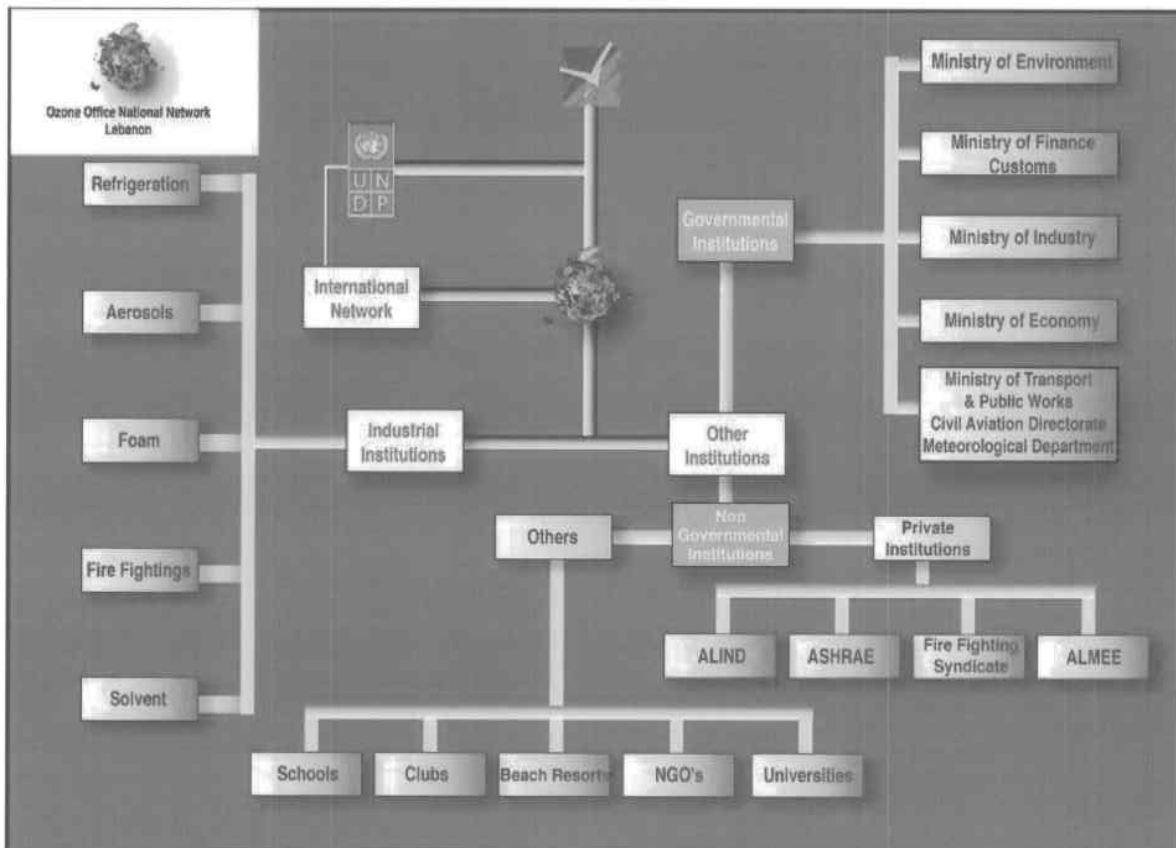 Ozone Office National Network
Lebanon
Refrigeration
Aerosols
Foam
Fire Fightings
Solvent
U N
D P
International
Network
Industrial
Institutions
Other
Institutions
Governmental
Institutions
Ministry of Environment
Ministry of Finance
Customs
Ministry of Industry
Ministry of Economy
Ministry of Transport
& Public Works
Civil Aviation Directorate
Meteorological Department
Non
Governmental
Institutions
Others
Private
Institutions
ALIND
ASHRAE
Fire Fighting
Syndicate
ALMEE
Schools
Clubs
Beach Resorts
NGO's
Universities